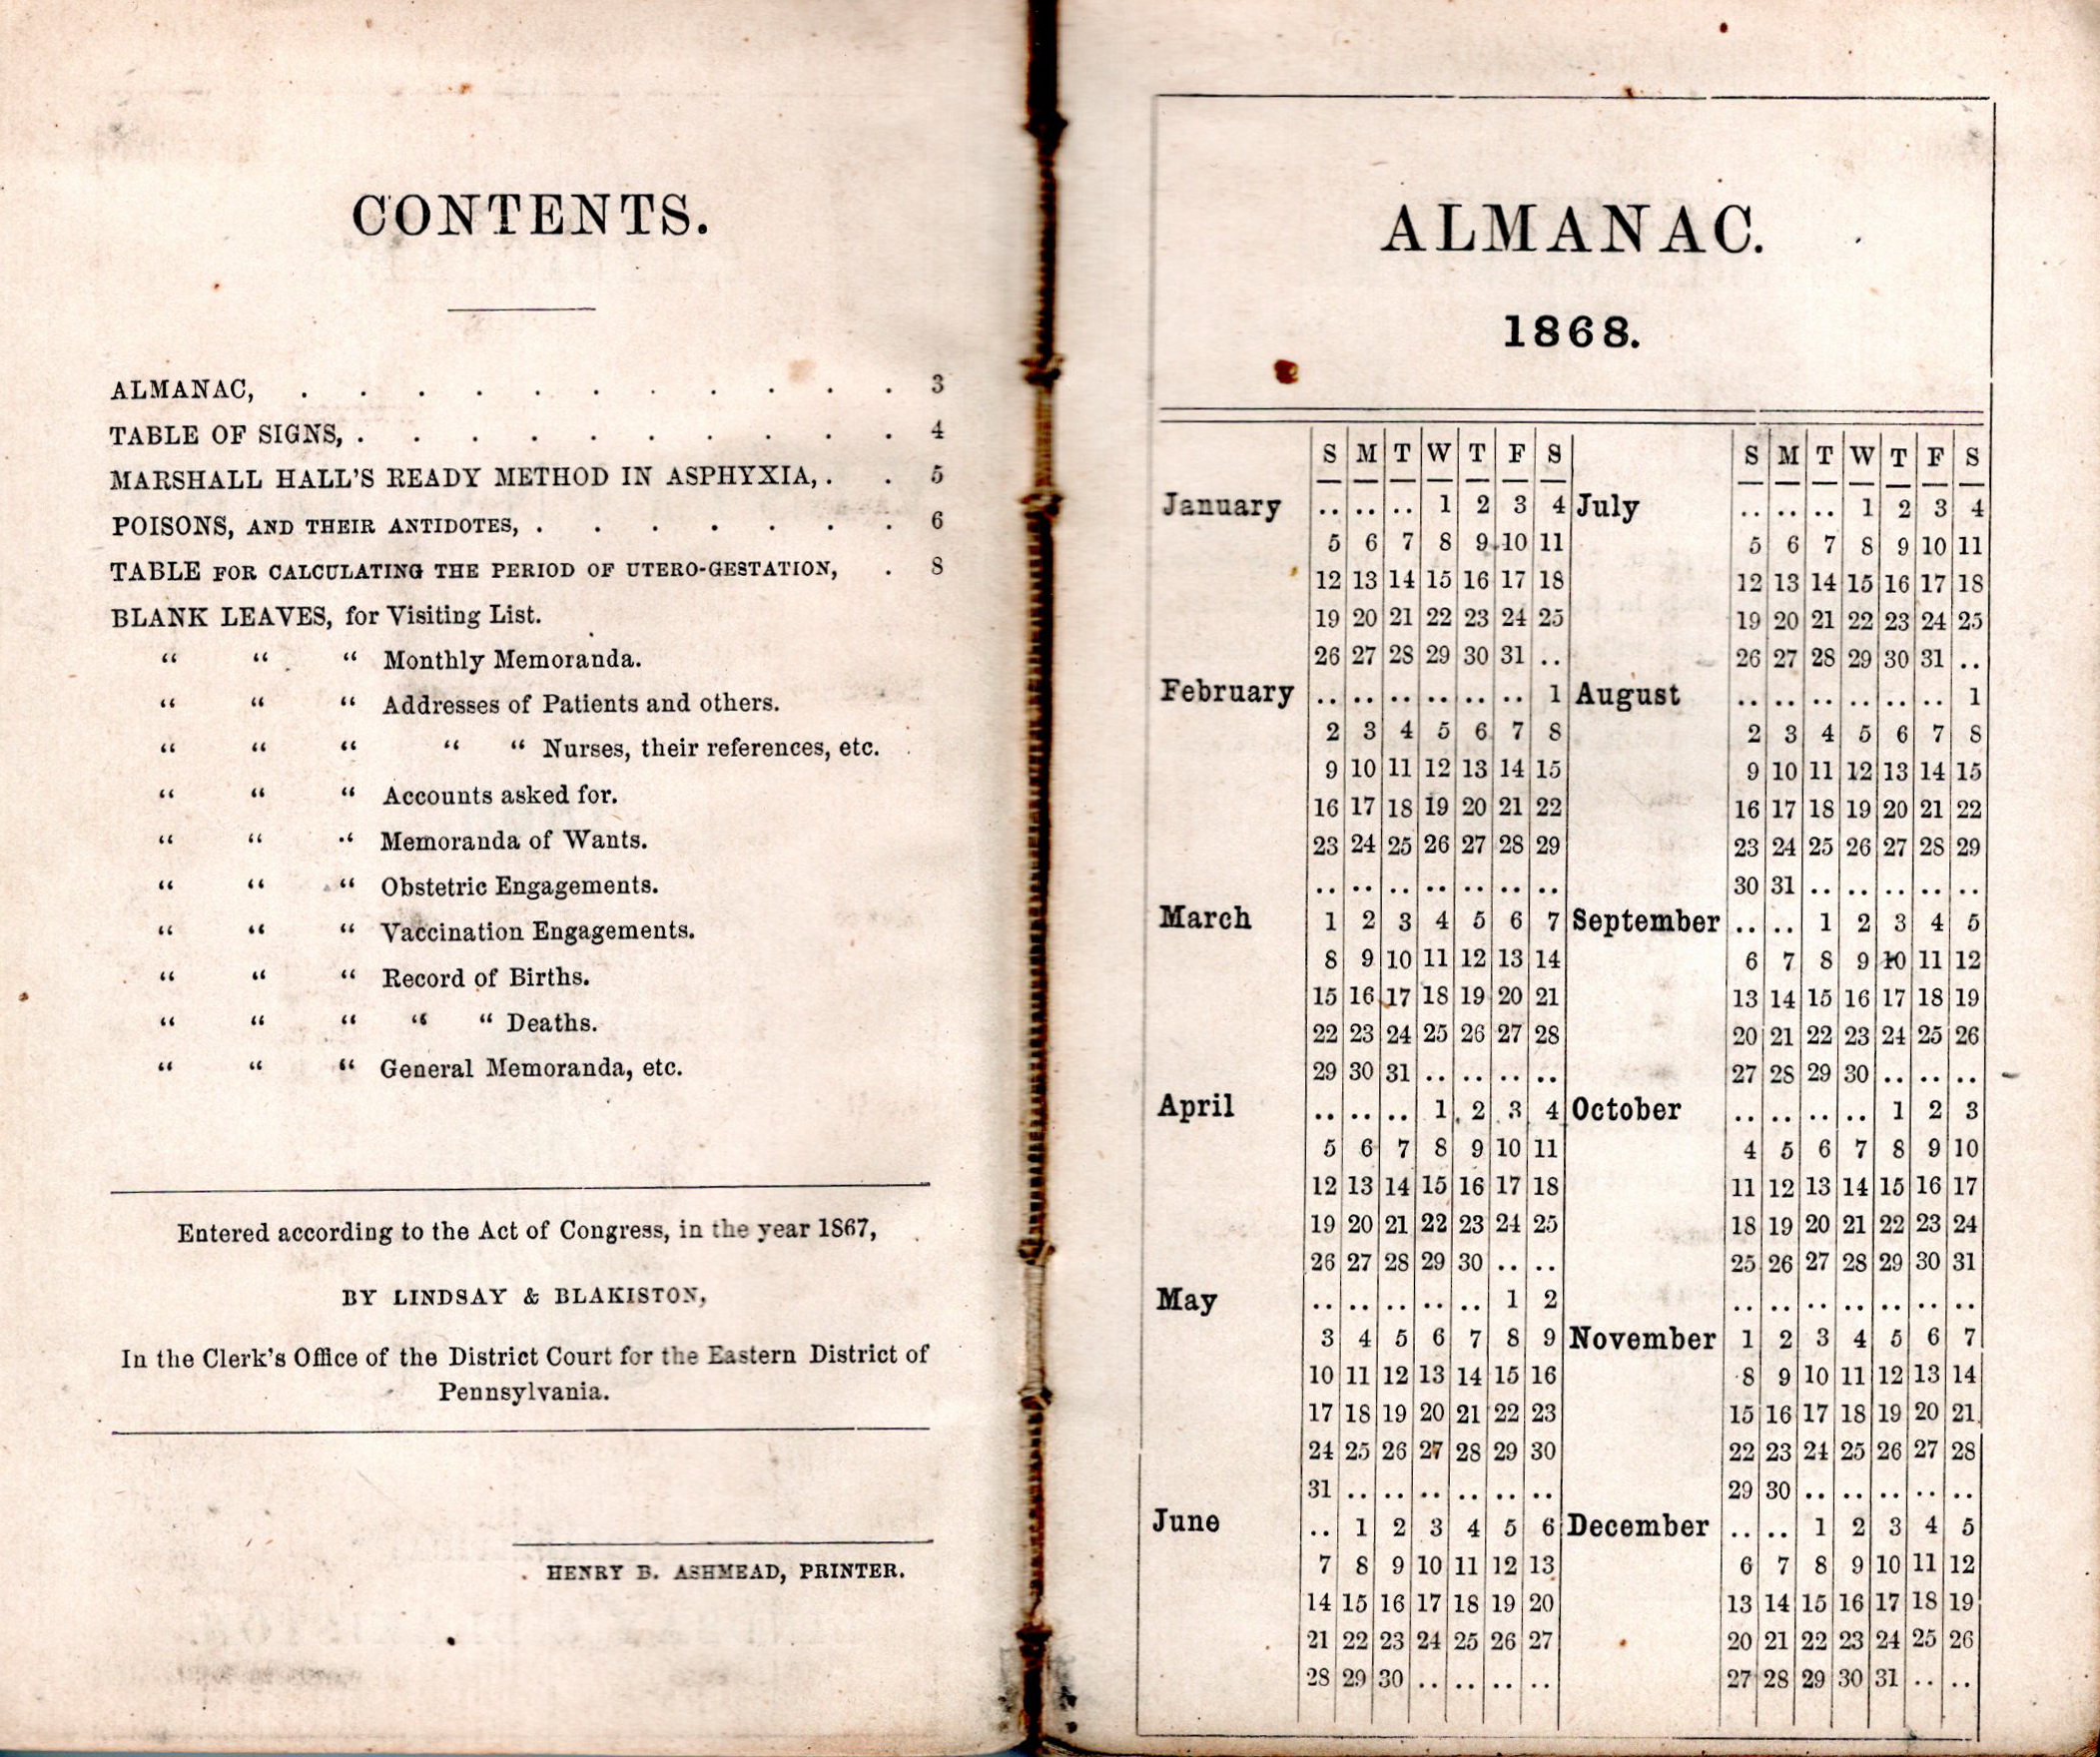 CONTENTS.
ALMANAC, . . . . . . . . . . . 3
TABLE OF SIGNS, . . . . . . . . . . 4
MARSHALL HALL'S READY METHOD IN ASPHYXIA, . . 5
POISONS, AND THEIR ANTIDOTES, . . . . . . . 6
TABLE FOR CALCULATING THE PERIOD OF UTERO-GESTATION, . 8
BLANK LEAVES, for Visiting List.
“ “ “ Monthly Memoranda.
“ “ “ Addresses of Patients and others.
“ “ “ “ “ Nurses, their references, etc.
“ “ “ Accounts asked for.
“ “ “ Memoranda of Wants.
“ “ “ Obstetric Engagements.
“ “ “ Vaccination Engagements.
“ “ “ Record of Births.
“ “ “ “ “ Deaths.
“ “ “ General Memoranda, etc.
Entered according to the Act of Congress, in the year 1867,
BY LINDSAY & BLAKISTON,
In the Clerk's Office of the District Court for the Eastern District of
Pennsylvania.
HENRY B. ASHMEAD, PRINTER.
ALMANAC.
1868.
S M T W T F S S M T W T F S
January .. .. .. 1 2 3 4 July .. .. .. 1 2 3 4
5 6 7 8 9 10 11 5 6 7 8 9 10 11
12 13 14 15 16 17 18 12 13 14 15 16 17 18
19 20 21 22 23 24 25 19 20 21 22 23 24 25
26 27 28 29 30 31 .. 26 27 28 29 30 31 ..
February .. .. .. .. .. .. 1 August .. .. .. .. .. .. 1
2 3 4 5 6 7 8 2 3 4 5 6 7 8
9 10 11 12 13 14 15 9 10 11 12 13 14 15
16 17 18 19 20 21 22 16 17 18 19 20 21 22
23 24 25 26 27 28 29 23 24 25 26 27 28 29
.. .. .. .. .. .. .. 30 31 .. .. .. .. ..
March 1 2 3 4 5 6 7 September .. .. 1 2 3 4 5
8 9 10 11 12 13 14 6 7 8 9 10 11 12
15 16 17 18 19 20 21 13 14 15 16 17 18 19
22 23 24 25 26 27 28 20 21 22 23 24 25 26
29 30 31 .. .. .. .. 27 28 29 30 .. .. ..
April .. .. .. 1 2 3 4 October .. .. .. .. 1 2 3
5 6 7 8 9 10 11 4 5 6 7 8 9 10
12 13 14 15 16 17 18 11 12 13 14 15 16 17
19 20 21 22 23 24 25 18 19 20 21 22 23 24
26 27 28 29 30 .. .. 25 26 27 28 29 30 31
May .. .. .. .. .. 1 2 .. .. .. .. .. .. ..
3 4 5 6 7 8 9 November 1 2 3 4 5 6 7
10 11 12 13 14 15 16 8 9 10 11 12 13 14
17 18 19 20 21 22 23 15 16 17 18 19 20 21
24 25 26 27 28 29 30 22 23 24 25 26 27 28
31 .. .. .. .. .. .. 29 30 .. .. .. .. ..
June .. 1 2 3 4 5 6 December .. .. 1 2 3 4 5
7 8 9 10 11 12 13 6 7 8 9 10 11 12
14 15 16 17 18 19 20 13 14 15 16 17 18 19
21 22 23 24 25 26 27 20 21 22 23 24 25 26
28 29 30 .. .. .. .. 27 28 29 30 31 .. ..